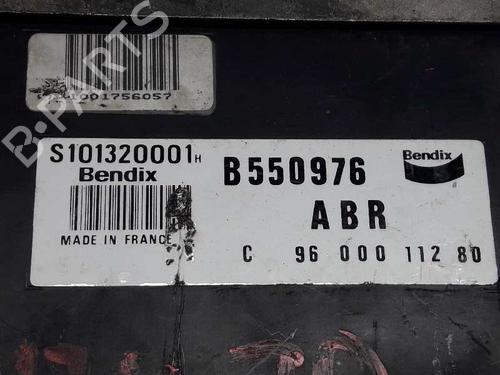 1001756057
B-PARTS
S101320001H
Bendix
MADE IN FRANCE
B550976
Bendix
ABR
C 96 000 112 80